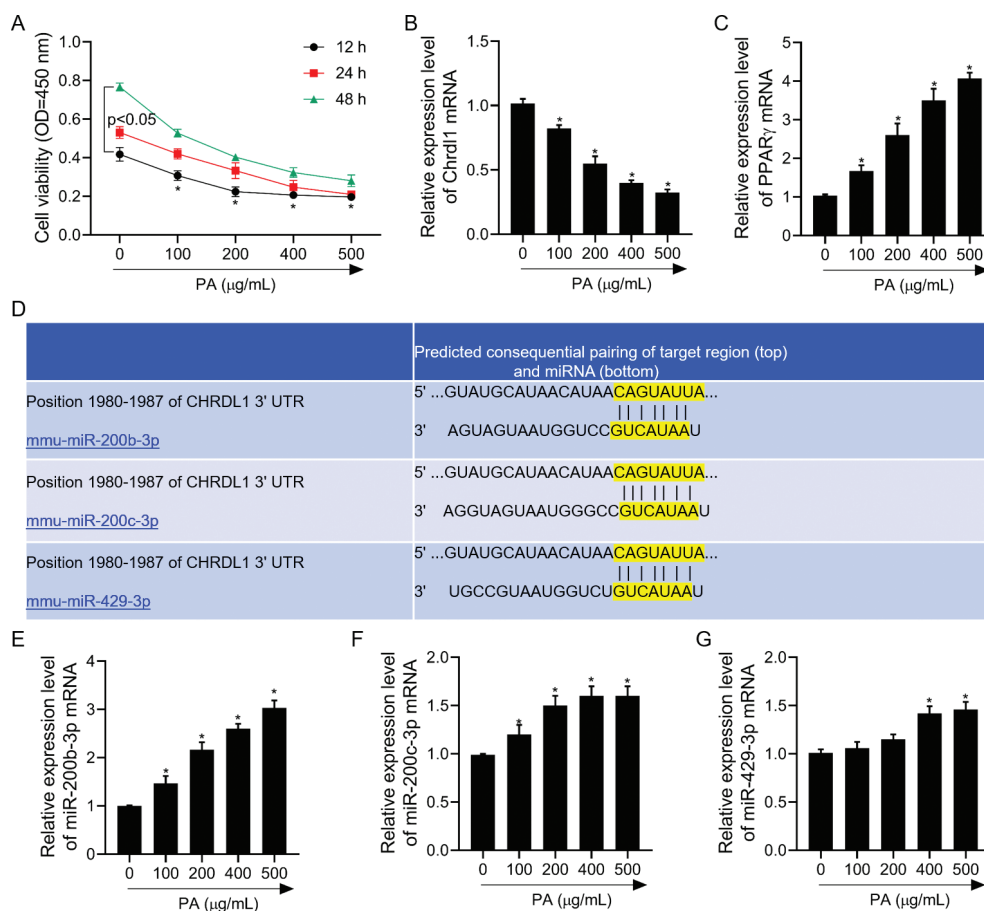 A
Cell viability (OD=450 nm)
1.0
0.8
0.6
0.4
0.2
0.0
p<0.05
12 h
24 h
48 h
* * * *
0 100 200 400 500
PA (μg/mL)
B
Relative expression level
of Chrdl1 mRNA
1.5
1.0
0.5
0.0
* * * *
0 100 200 400 500
PA (μg/mL)
C
Relative expression level
of PPARγ mRNA
5
4
3
2
1
0
* * * *
0 100 200 400 500
PA (μg/mL)
D
Predicted consequential pairing of target region (top)
and miRNA (bottom)
Position 1980-1987 of CHRDL1 3' UTR
mmu-miR-200b-3p
5' ...GUAUGCAUAACAUAACAGUAUUA...
3' AGUAGUAAUGGUCCGUCAUAAU
Position 1980-1987 of CHRDL1 3' UTR
mmu-miR-200c-3p
5' ...GUAUGCAUAACAUAACAGUAUUA...
3' AGGUAGUAAUGGGCCGUCAUAAU
Position 1980-1987 of CHRDL1 3' UTR
mmu-miR-429-3p
5' ...GUAUGCAUAACAUAACAGUAUUA...
3' UGCCGUAAUGGUCUGUCAUAAU
E
Relative expression level
of miR-200b-3p mRNA
4
3
2
1
0
* * * *
0 100 200 400 500
PA (μg/mL)
F
Relative expression level
of miR-200c-3p mRNA
2.0
1.5
1.0
0.5
0.0
* * * *
0 100 200 400 500
PA (μg/mL)
G
Relative expression level
of miR-429-3p mRNA
2.0
1.5
1.0
0.5
0.0
* *
0 100 200 400 500
PA (μg/mL)